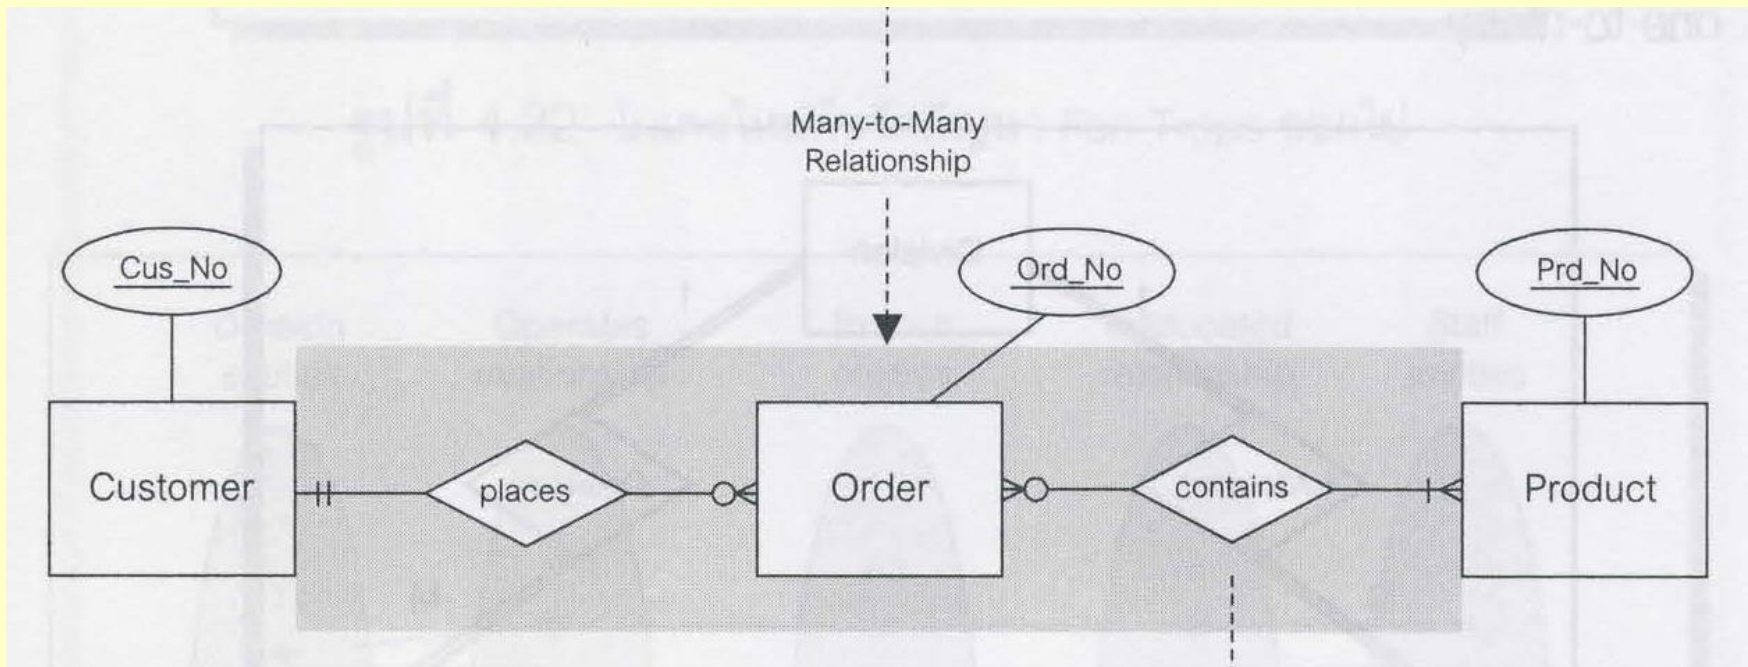 Many-to-Many
Relationship
Cus_No
Ord_No
Prd_No
Customer
places
Order
contains
Product